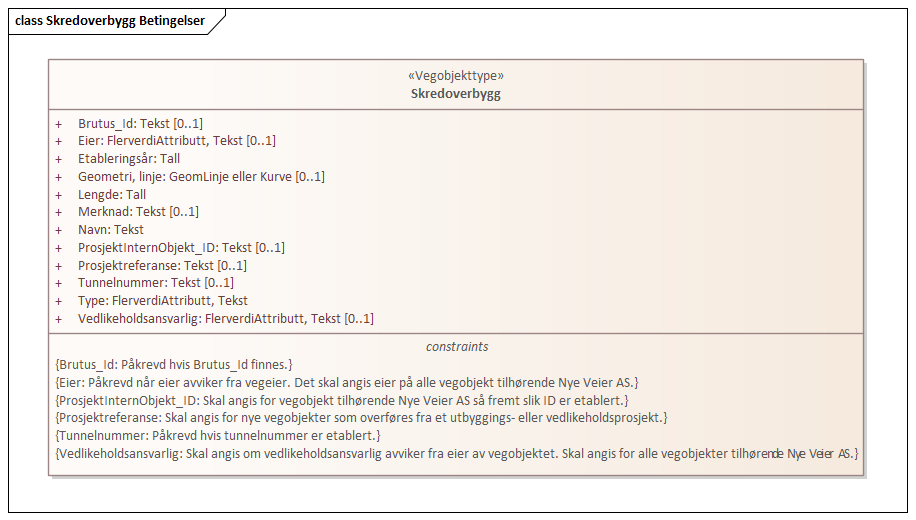 class Skredoverbygg Betingelser
«Vegobjekttype»
Skredoverbygg
+ Brutus_Id: Tekst [0..1]
+ Eier: FlerverdiAttributt, Tekst [0..1]
+ Etableringsår: Tall
+ Geometri, linje: GeomLinje eller Kurve [0..1]
+ Lengde: Tall
+ Merknad: Tekst [0..1]
+ Navn: Tekst
+ ProsjektInternObjekt_ID: Tekst [0..1]
+ Prosjektreferanse: Tekst [0..1]
+ Tunnelnummer: Tekst [0..1]
+ Type: FlerverdiAttributt, Tekst
+ Vedlikeholdsansvarlig: FlerverdiAttributt, Tekst [0..1]
constraints
{Brutus_Id: Påkrevd hvis Brutus_Id finnes.}
{Eier: Påkrevd når eier avviker fra vegeier. Det skal angis eier på alle vegobjekt tilhørende Nye Veier AS.}
{ProsjektInternObjekt_ID: Skal angis for vegobjekt tilhørende Nye Veier AS så fremt slik ID er etablert.}
{Prosjektreferanse: Skal angis for nye vegobjekter som overføres fra et utbyggings- eller vedlikeholdsprosjekt.}
{Tunnelnummer: Påkrevd hvis tunnelnummer er etablert.}
{Vedlikeholdsansvarlig: Skal angis om vedlikeholdsansvarlig avviker fra eier av vegobjektet. Skal angis for alle vegobjekter tilhørende Nye Veier AS.}